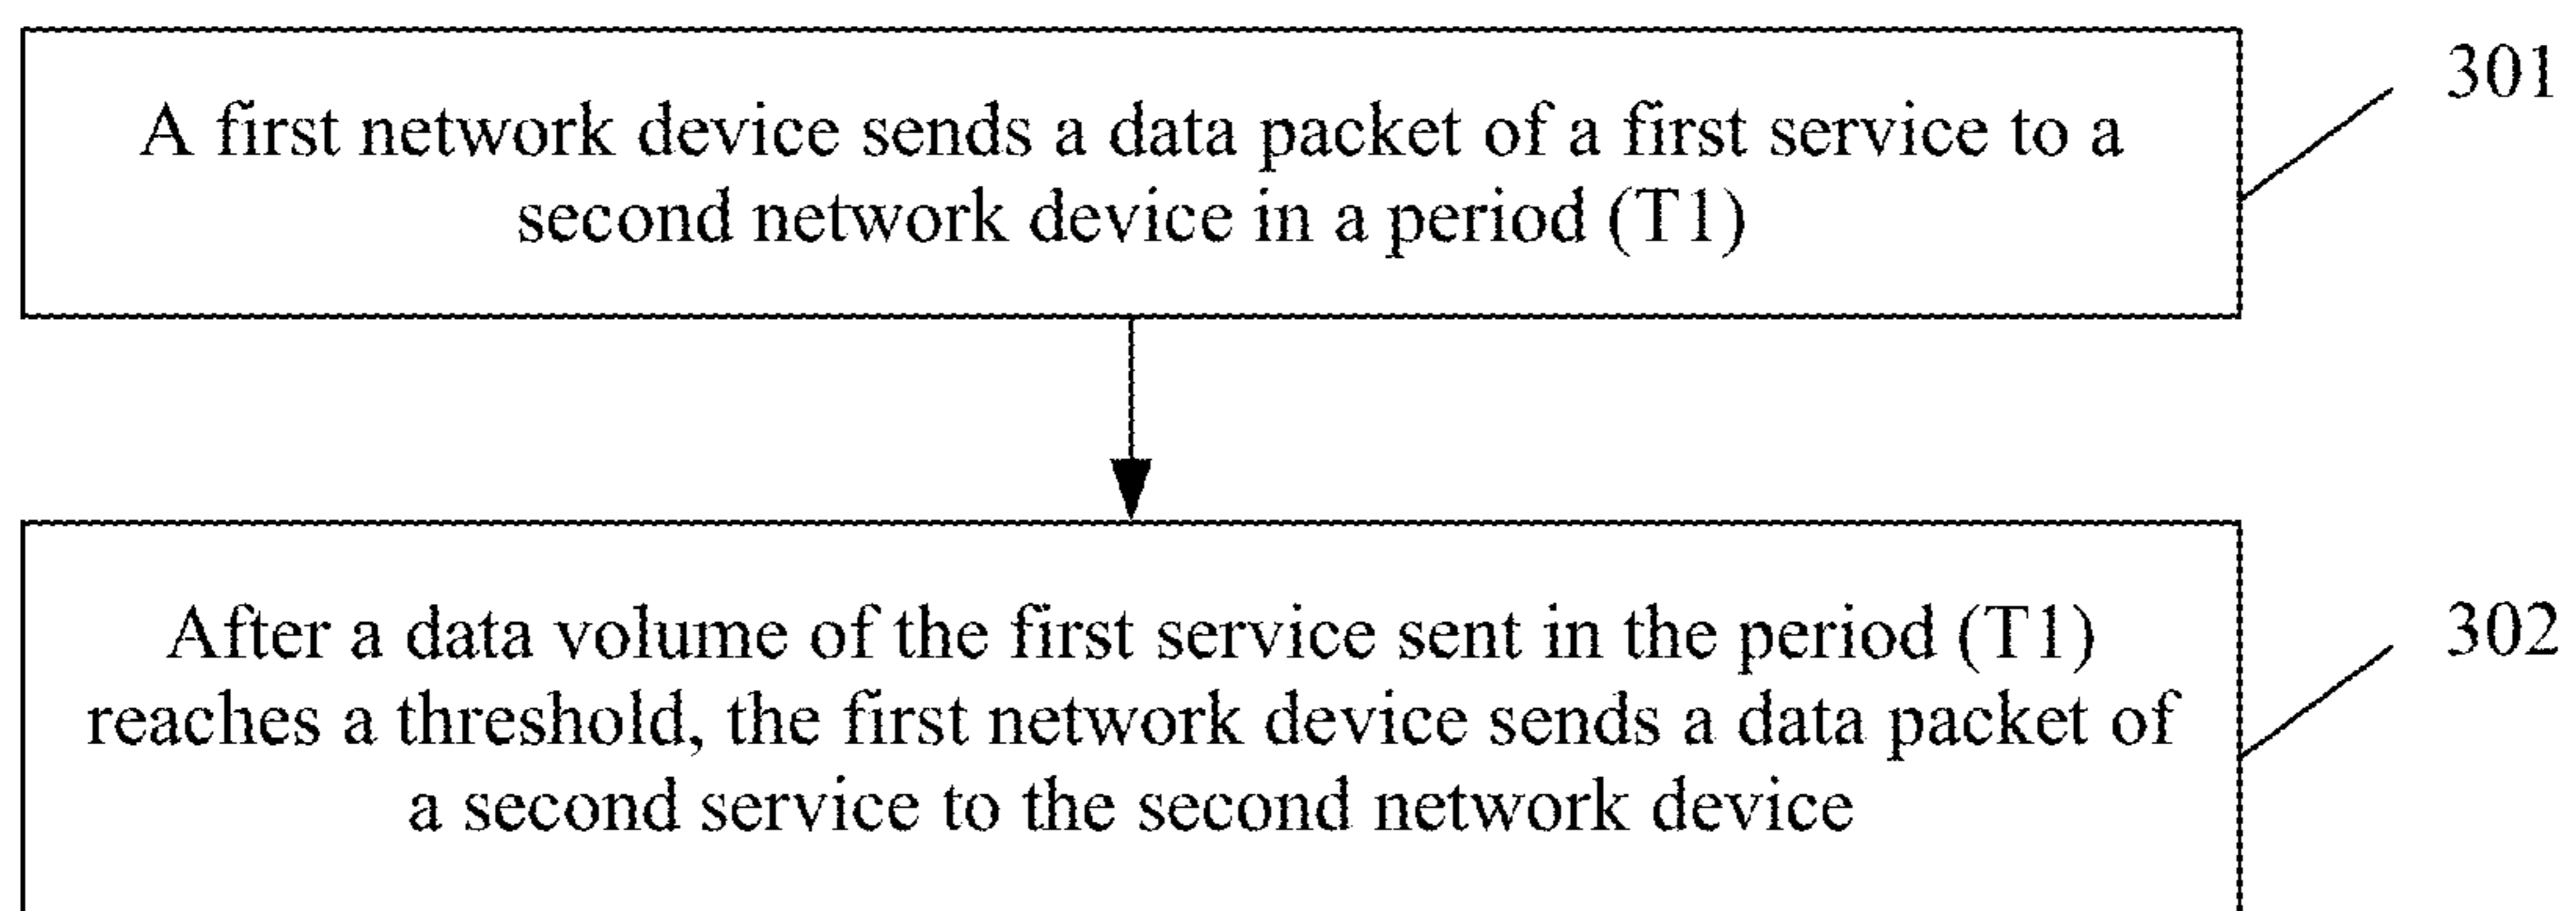 A first network device sends a data packet of a first service to a
second network device in a period (T1)
301
After a data volume of the first service sent in the period (T1)
reaches a threshold, the first network device sends a data packet of
a second service to the second network device
302